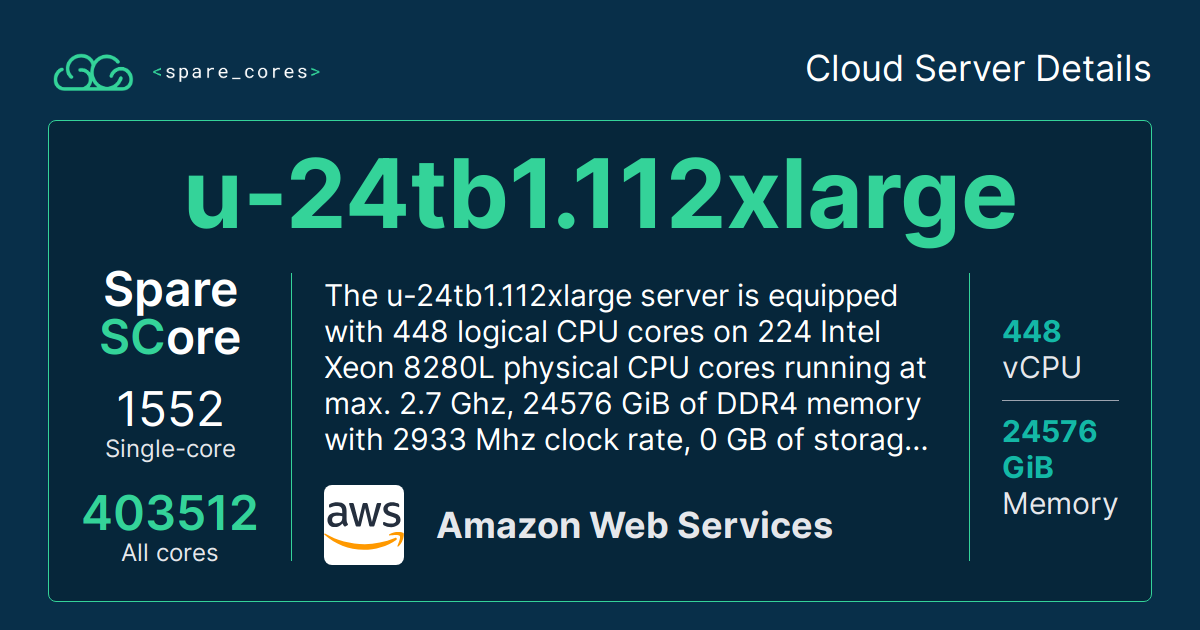 <spare_cores>
Cloud Server Details
u-24tb1.112xlarge
Spare
SCore
1552
Single-core
403512
All cores
The u-24tb1.112xlarge server is equipped
with 448 logical CPU cores on 224 Intel
Xeon 8280L physical CPU cores running at
max. 2.7 Ghz, 24576 GiB of DDR4 memory
with 2933 Mhz clock rate, 0 GB of storag...
aws
Amazon Web Services
448
vCPU
24576
GiB
Memory